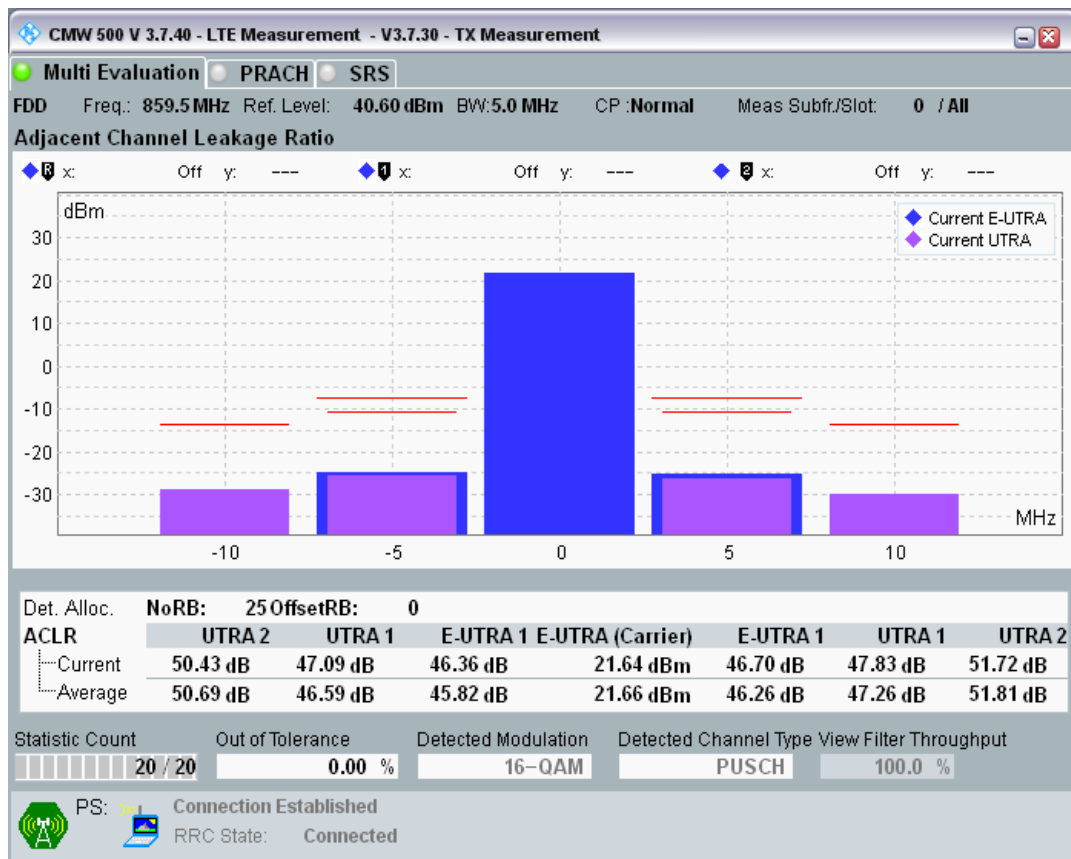 CMW 500 V 3.7.40 - LTE Measurement - V3.7.30 - TX Measurement
Multi Evaluation PRACH SRS
FDD Freq.: 859.5 MHz Ref. Level: 40.60 dBm BW:5.0 MHz CP :Normal Meas Subfr./Slot: 0 / All
Adjacent Channel Leakage Ratio
R x: Off y: --- 1 x: Off y: --- 2 x: Off y: ---
dBm
Current E-UTRA
Current UTRA
30
20
10
0
-10
-20
-30
MHz
-10 -5 0 5 10
Det. Alloc. NoRB: 25 OffsetRB: 0
ACLR UTRA 2 UTRA 1 E-UTRA 1 E-UTRA (Carrier) E-UTRA 1 UTRA 1 UTRA 2
Current 50.43 dB 47.09 dB 46.36 dB 21.64 dBm 46.70 dB 47.83 dB 51.72 dB
Average 50.69 dB 46.59 dB 45.82 dB 21.66 dBm 46.26 dB 47.26 dB 51.81 dB
Statistic Count Out of Tolerance Detected Modulation Detected Channel Type View Filter Throughput
20 / 20 0.00 % 16-QAM PUSCH 100.0 %
PS: Connection Established
RRC State: Connected